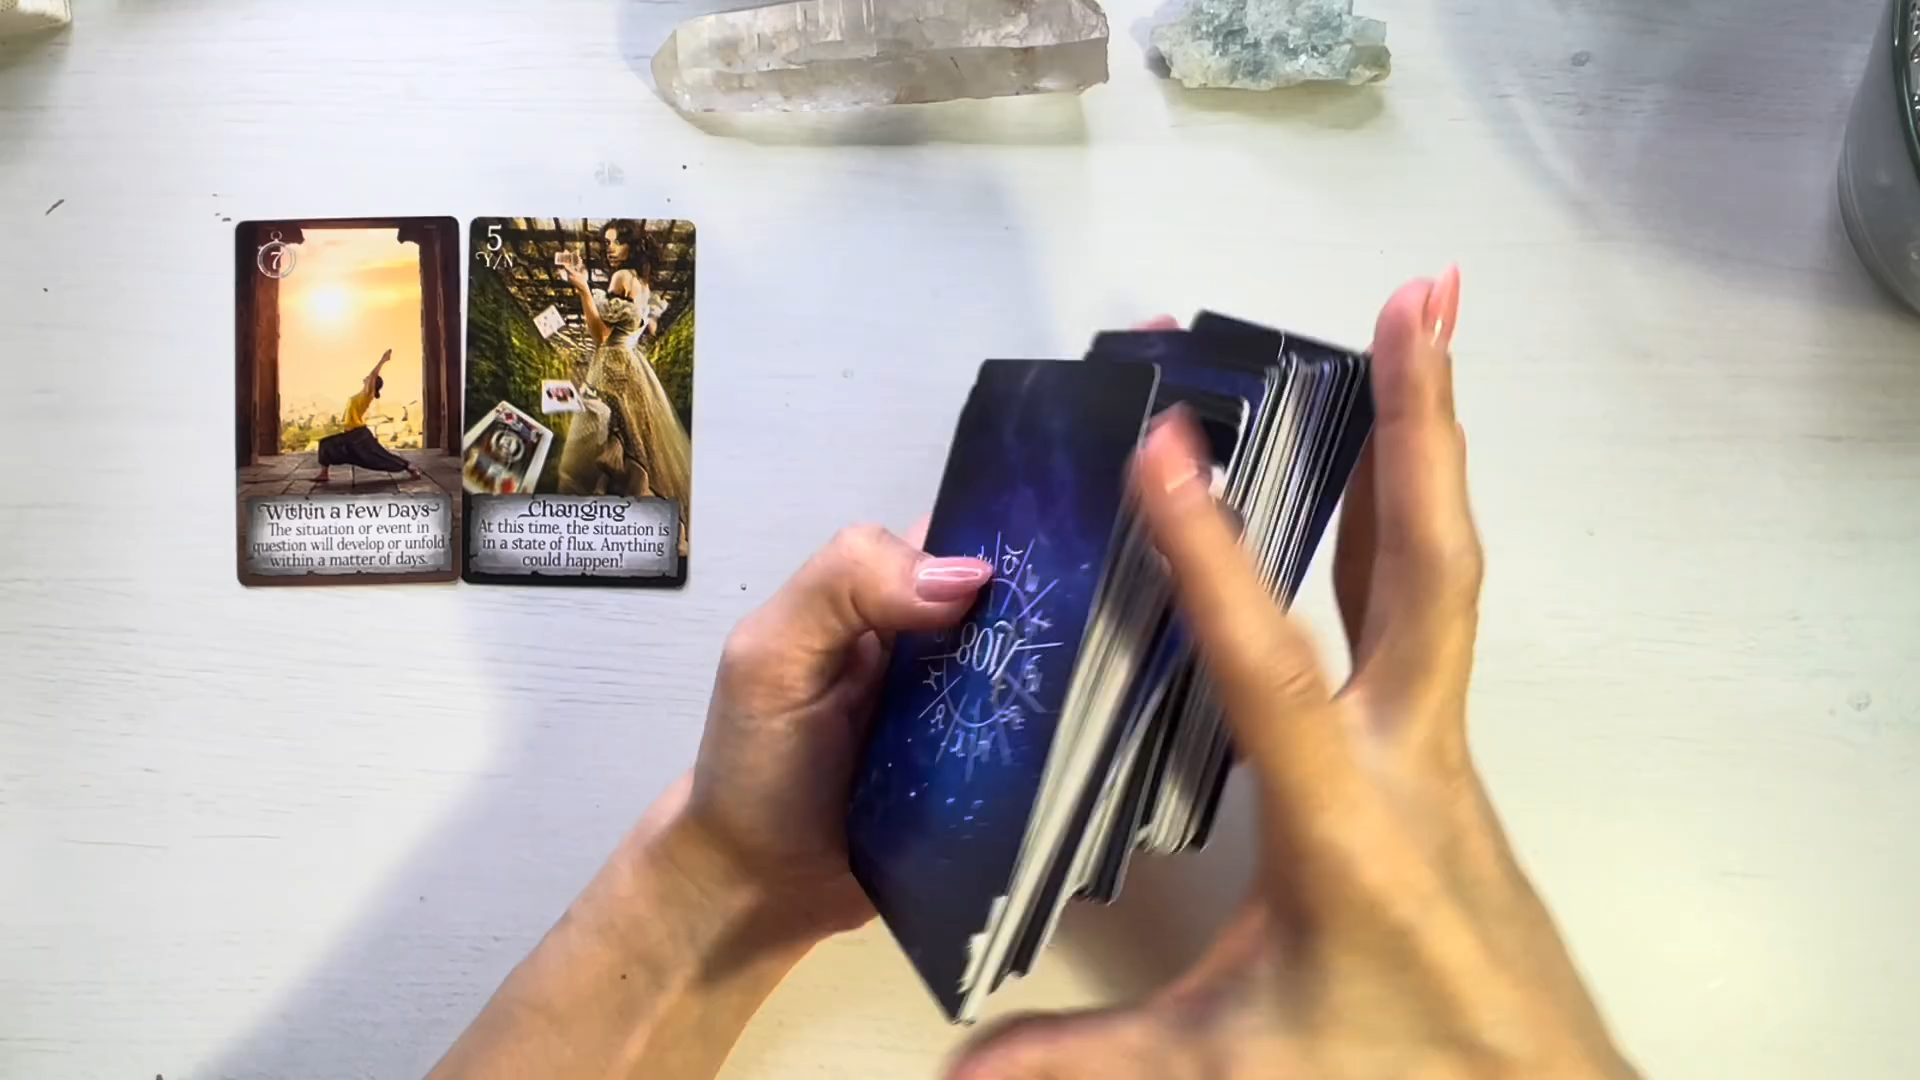 7
Within a Few Days
The situation or event in
question will develop or unfold
within a matter of days.
5
Y/N
Changing
At this time, the situation is
in a state of flux. Anything
could happen!